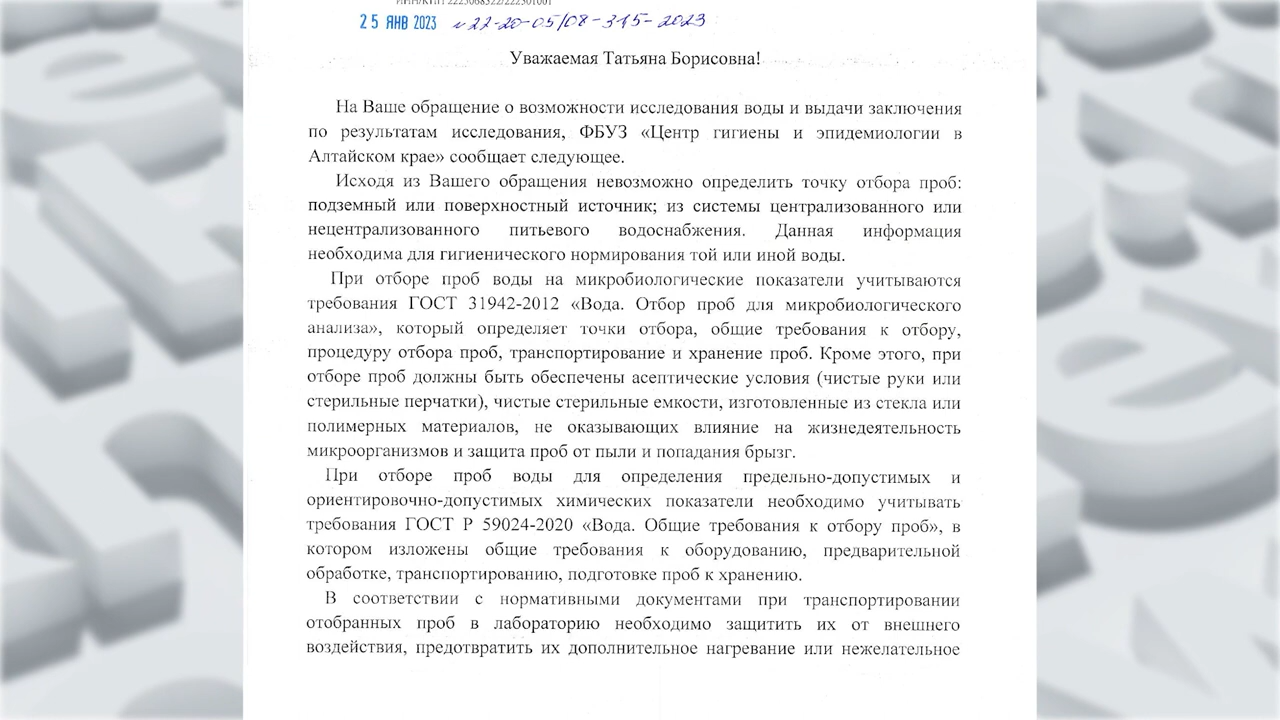 25 ЯНВ 2023 22-20-05/08-315-2023
Уважаемая Татьяна Борисовна!
На Ваше обращение о возможности исследования воды и выдачи заключения
по результатам исследования, ФБУЗ «Центр гигиены и эпидемиологии в
Алтайском крае» сообщает следующее.
Исходя из Вашего обращения невозможно определить точку отбора проб:
подземный или поверхностный источник; из системы централизованного или
нецентрализованного питьевого водоснабжения. Данная информация
необходима для гигиенического нормирования той или иной воды.
При отборе проб воды на микробиологические показатели учитываются
требования ГОСТ 31942-2012 «Вода. Отбор проб для микробиологического
анализа», который определяет точки отбора, общие требования к отбору,
процедуру отбора проб, транспортирование и хранение проб. Кроме этого, при
отборе проб должны быть обеспечены асептические условия (чистые руки или
стерильные перчатки), чистые стерильные емкости, изготовленные из стекла или
полимерных материалов, не оказывающих влияние на жизнедеятельность
микроорганизмов и защита проб от пыли и попадания брызг.
При отборе проб воды для определения предельно-допустимых и
ориентировочно-допустимых химических показатели необходимо учитывать
требования ГОСТ Р 59024-2020 «Вода. Общие требования к отбору проб», в
котором изложены общие требования к оборудованию, предварительной
обработке, транспортированию, подготовке проб к хранению.
В соответствии с нормативными документами при транспортировании
отобранных проб в лабораторию необходимо защитить их от внешнего
воздействия, предотвратить их дополнительное нагревание или нежелательное